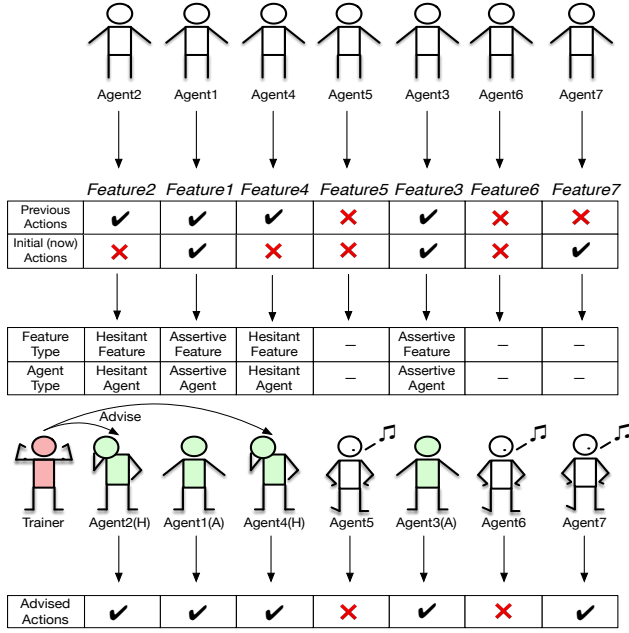 Agent2 Agent1 Agent4 Agent5 Agent3 Agent6 Agent7
Feature2 Feature1 Feature4 Feature5 Feature3 Feature6 Feature7
Previous
Actions ✔ ✔ ✔ ✕ ✔ ✕ ✕
Initial (now)
Actions ✕ ✔ ✕ ✕ ✔ ✕ ✔
Feature Hesitant Assertive Hesitant – Assertive – –
Type Feature Feature Feature Feature
Agent Hesitant Assertive Hesitant – Assertive – –
Type Agent Agent Agent Agent
Advise
Trainer Agent2(H) Agent1(A) Agent4(H) Agent5 Agent3(A) Agent6 Agent7
Advised
Actions ✔ ✔ ✔ ✕ ✔ ✕ ✔